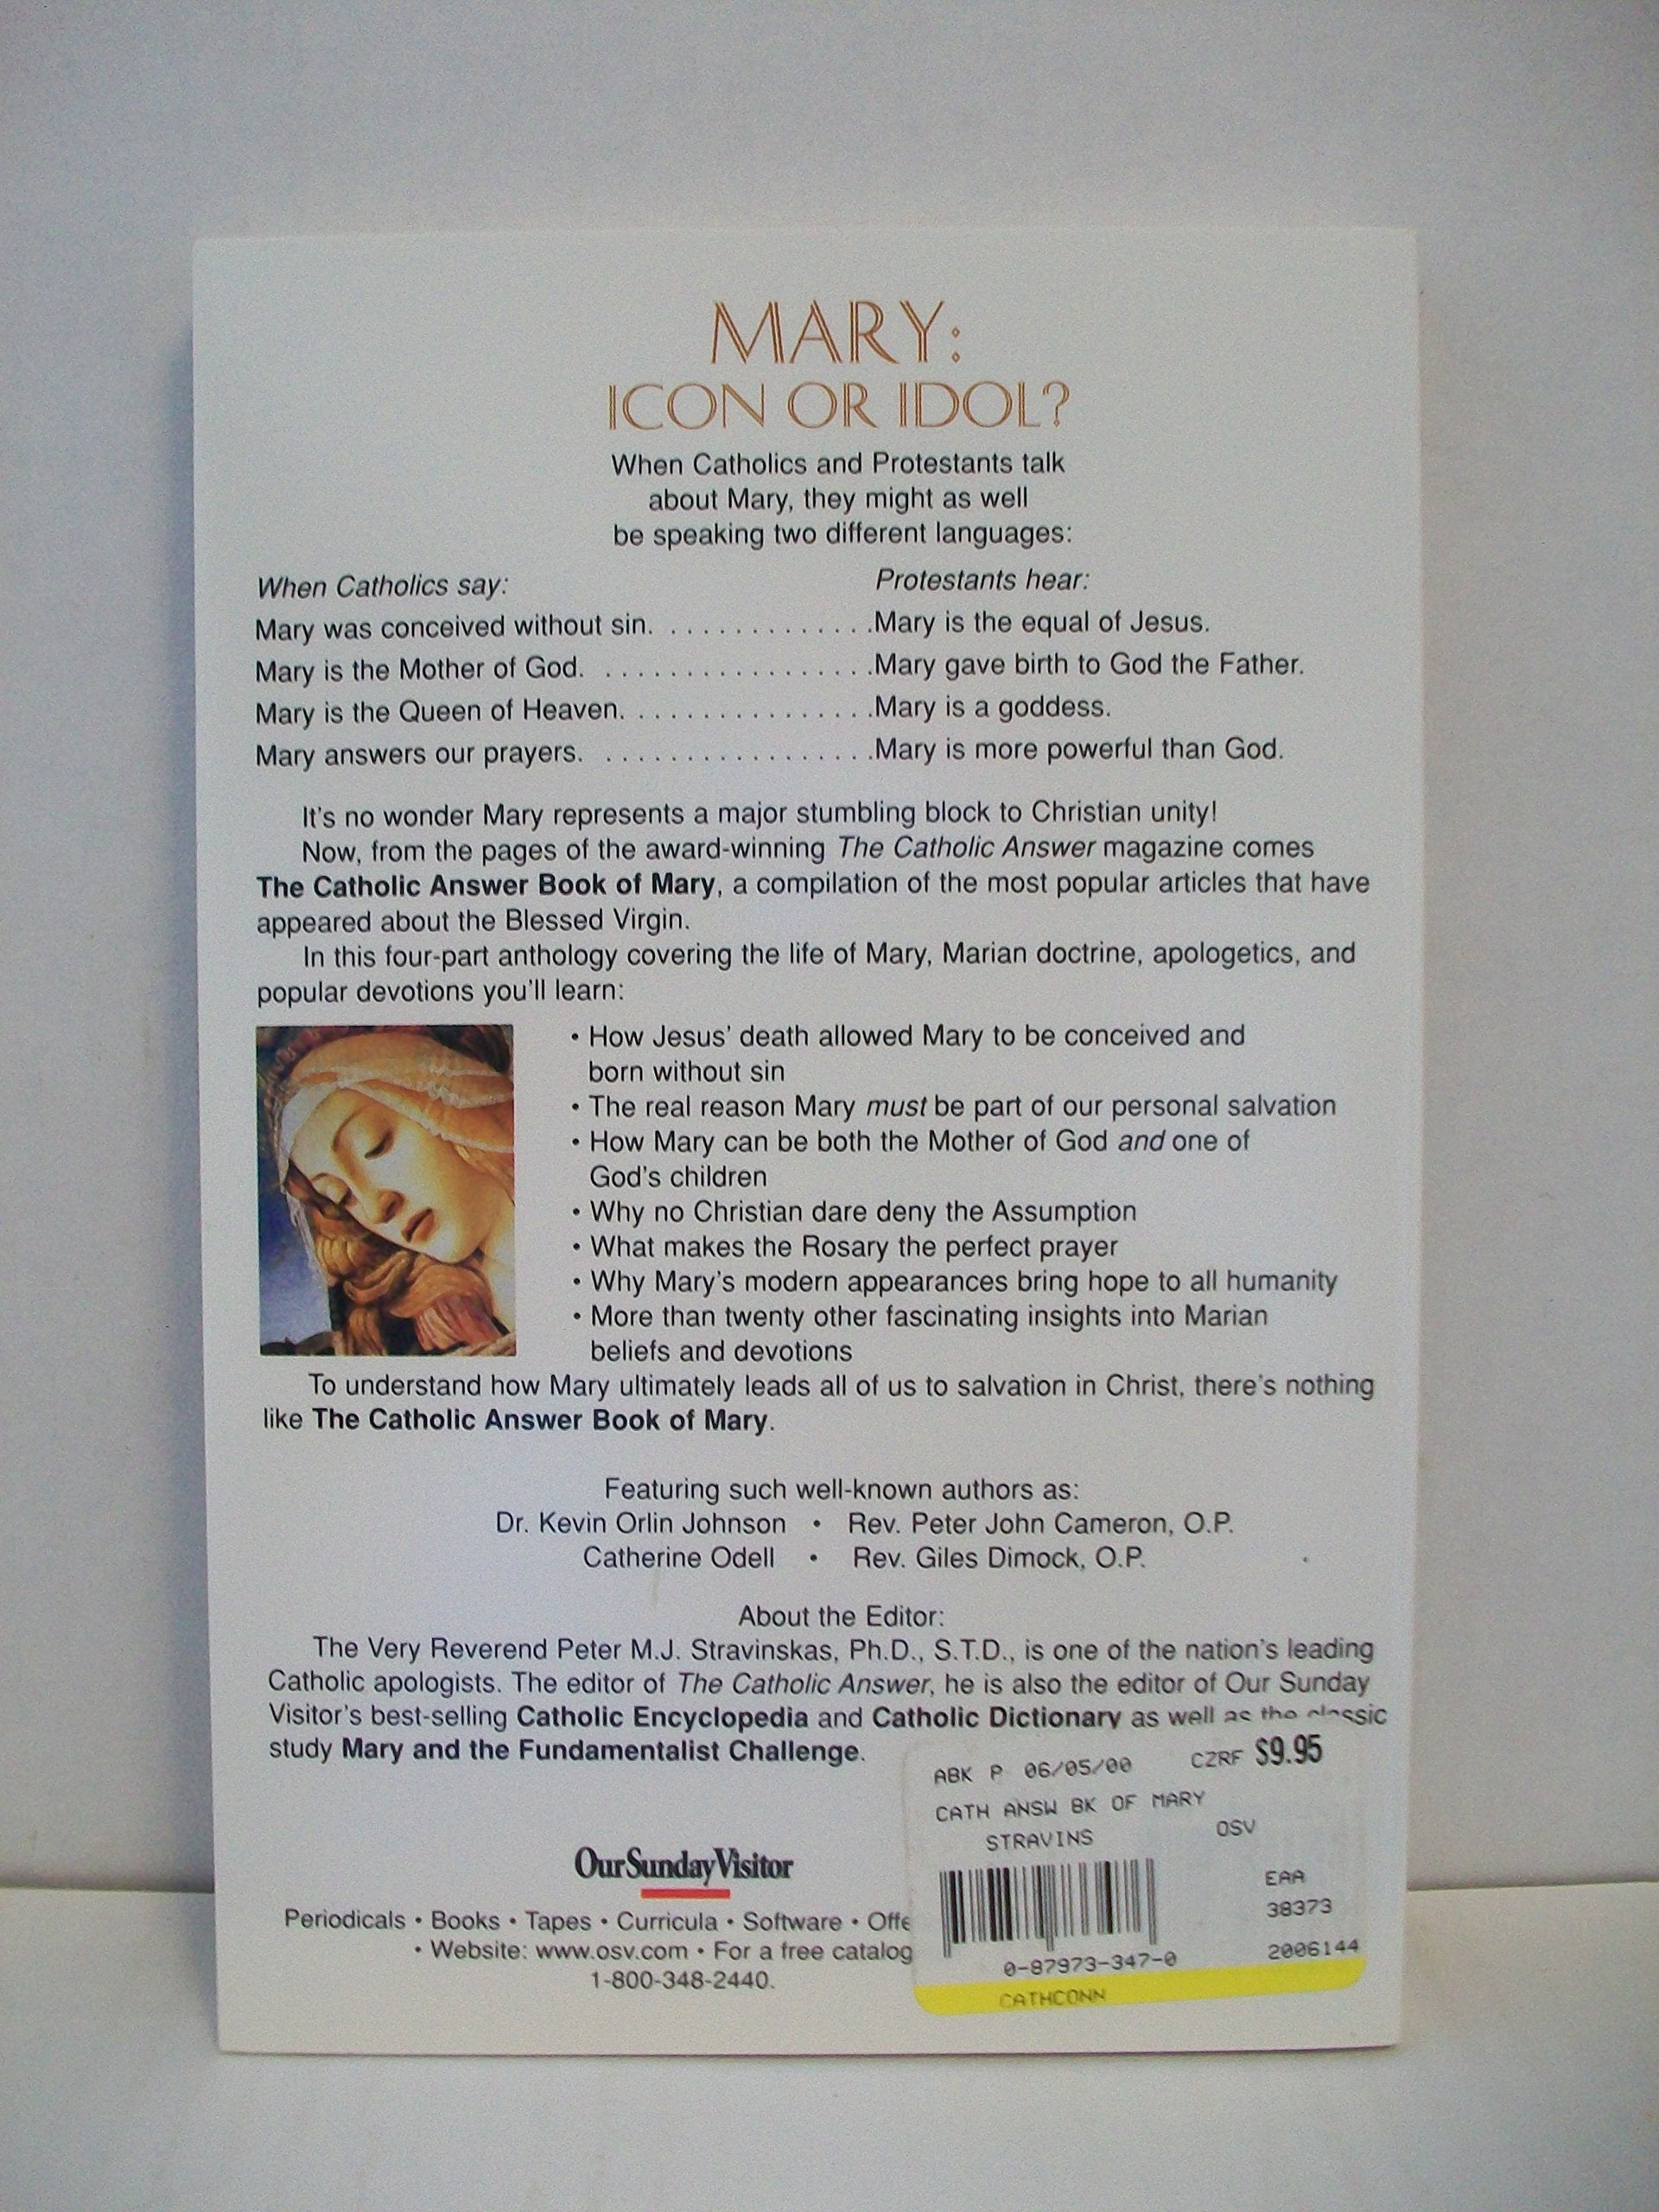 MARY:
ICON OR IDOL?
When Catholics and Protestants talk
about Mary, they might as well
be speaking two different languages:
When Catholics say: Protestants hear:
Mary was conceived without sin. . . . . . . . . . . . . .Mary is the equal of Jesus.
Mary is the Mother of God. . . . . . . . . . . . . . . . . .Mary gave birth to God the Father.
Mary is the Queen of Heaven. . . . . . . . . . . . . . . .Mary is a goddess.
Mary answers our prayers. . . . . . . . . . . . . . . . . .Mary is more powerful than God.
It's no wonder Mary represents a major stumbling block to Christian unity!
Now, from the pages of the award-winning The Catholic Answer magazine comes
The Catholic Answer Book of Mary, a compilation of the most popular articles that have
appeared about the Blessed Virgin.
In this four-part anthology covering the life of Mary, Marian doctrine, apologetics, and
popular devotions you'll learn:
• How Jesus' death allowed Mary to be conceived and
born without sin
• The real reason Mary must be part of our personal salvation
• How Mary can be both the Mother of God and one of
God's children
• Why no Christian dare deny the Assumption
• What makes the Rosary the perfect prayer
• Why Mary's modern appearances bring hope to all humanity
• More than twenty other fascinating insights into Marian
beliefs and devotions
To understand how Mary ultimately leads all of us to salvation in Christ, there's nothing
like The Catholic Answer Book of Mary.
Featuring such well-known authors as:
Dr. Kevin Orlin Johnson • Rev. Peter John Cameron, O.P.
Catherine Odell • Rev. Giles Dimock, O.P.
About the Editor:
The Very Reverend Peter M.J. Stravinskas, Ph.D., S.T.D., is one of the nation's leading
Catholic apologists. The editor of The Catholic Answer, he is also the editor of Our Sunday
Visitor's best-selling Catholic Encyclopedia and Catholic Dictionary as well as the classic
study Mary and the Fundamentalist Challenge.
ABK P 06/05/00 CZRF $9.95
CATH ANSW BK OF MARY
STRAVINS OSV
EAA
38373
0-87973-347-0 2006144
CATHCONN
OurSundayVisitor
Periodicals • Books • Tapes • Curricula • Software • Offe
• Website: www.osv.com • For a free catalog
1-800-348-2440.